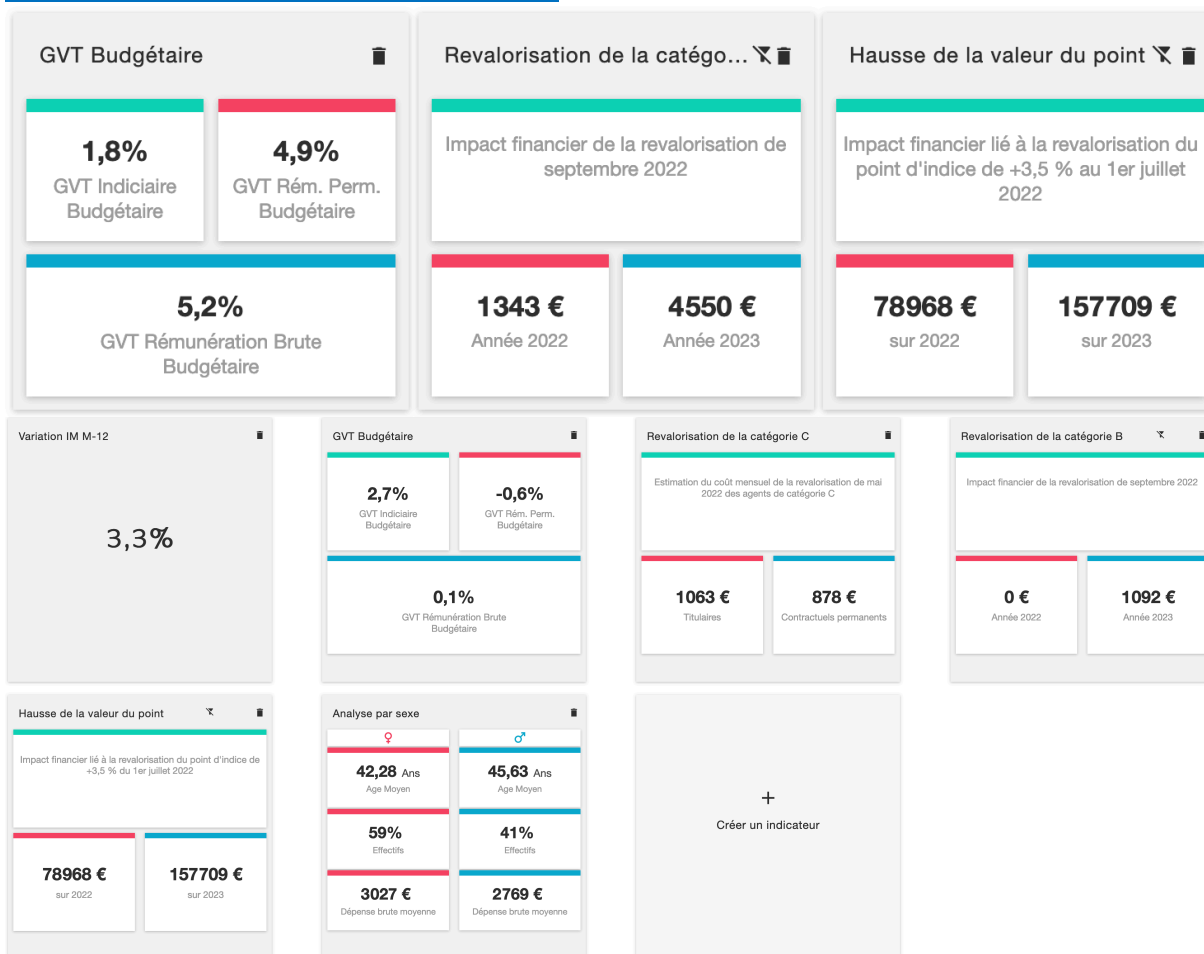 GVT Budgétaire
1,8%
GVT Indiciaire
Budgétaire
4,9%
GVT Rém. Perm.
Budgétaire
5,2%
GVT Rémunération Brute
Budgétaire
Revalorisation de la catégo...
Impact financier de la revalorisation de
septembre 2022
1343 €
Année 2022
4550 €
Année 2023
Hausse de la valeur du point
Impact financier lié à la revalorisation du
point d'indice de +3,5 % au 1er juillet
2022
78968 €
sur 2022
157709 €
sur 2023
Variation IM M-12
3,3%
GVT Budgétaire
2,7%
GVT Indiciaire
Budgétaire
-0,6%
GVT Rém. Perm.
Budgétaire
0,1%
GVT Rémunération Brute
Budgétaire
Revalorisation de la catégorie C
Estimation du coût mensuel de la revalorisation de mai
2022 des agents de catégorie C
1063 €
Titulaires
878 €
Contractuels permanents
Revalorisation de la catégorie B
Impact financier de la revalorisation de septembre 2022
0 €
Année 2022
1092 €
Année 2023
Hausse de la valeur du point
Impact financier lié à la revalorisation du point d'indice de
+3,5 % du 1er juillet 2022
78968 €
sur 2022
157709 €
sur 2023
Analyse par sexe
♀
42,28 Ans
Age Moyen
59%
Effectifs
3027 €
Dépense brute moyenne
♂
45,63 Ans
Age Moyen
41%
Effectifs
2769 €
Dépense brute moyenne
+
Créer un indicateur